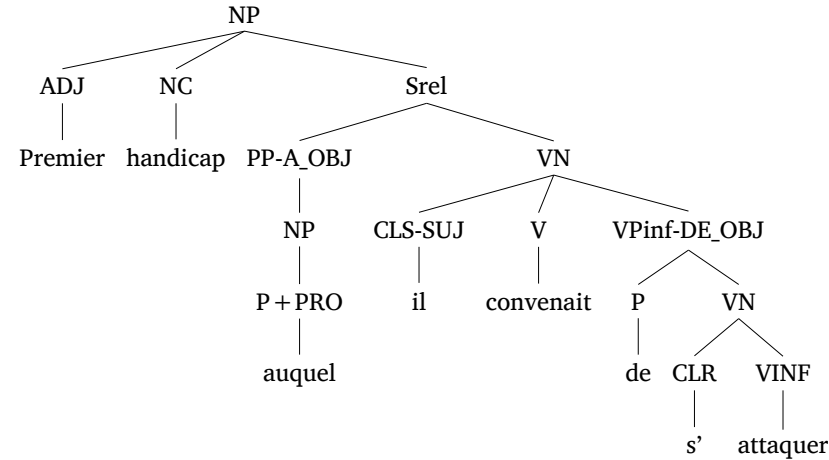 NP
ADJ NC Srel
Premier handicap PP-A_OBJ VN
NP CLS-SUJ V VPinf-DE_OBJ
P+PRO il convenait P VN
auquel de CLR VINF
s’ attaquer